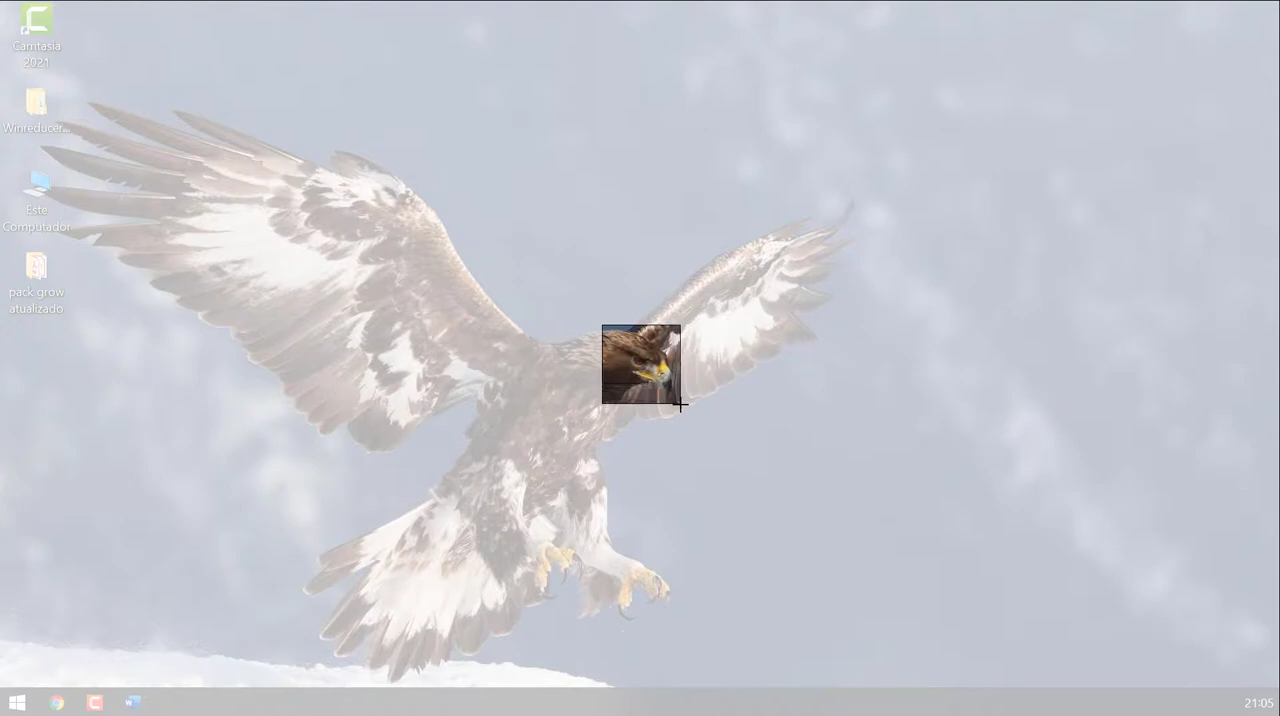 Camtasia
2021
Winreducer...
Este
Computador
pack grow
atualizado
21:05